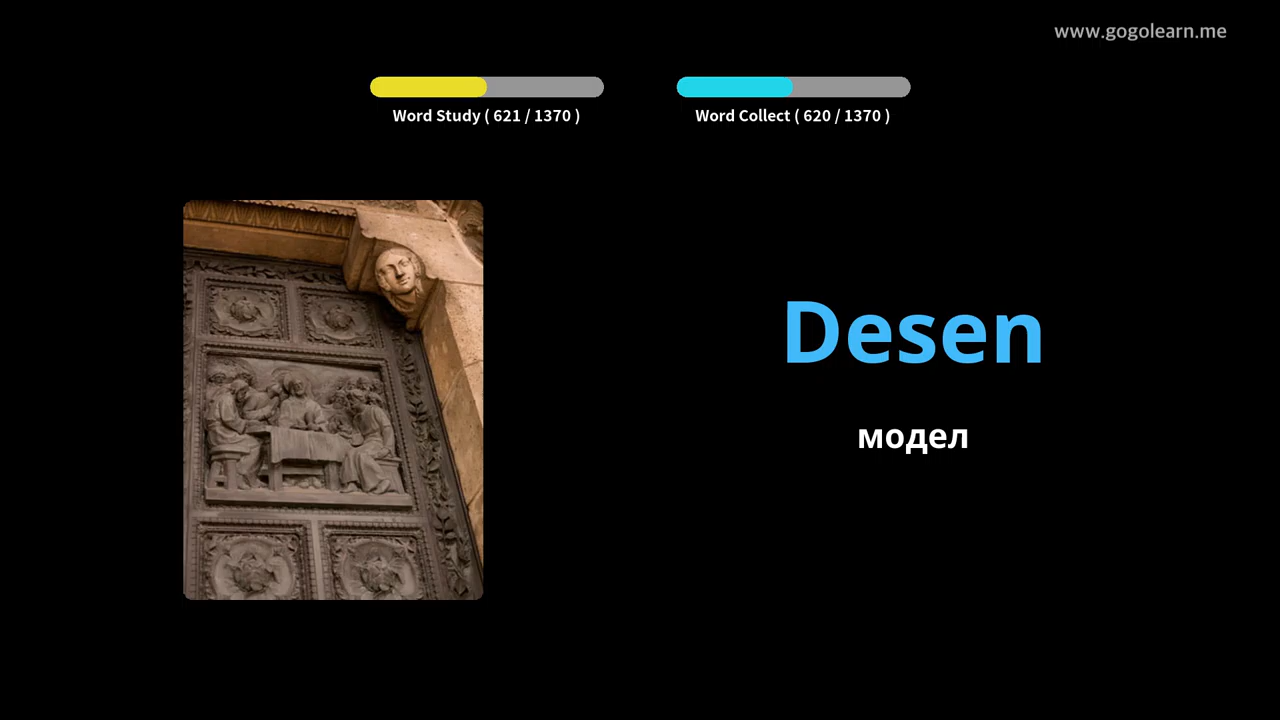 www.gogolearn.me
Word Study ( 621 / 1370 )
Word Collect ( 620 / 1370 )
Desen
модел